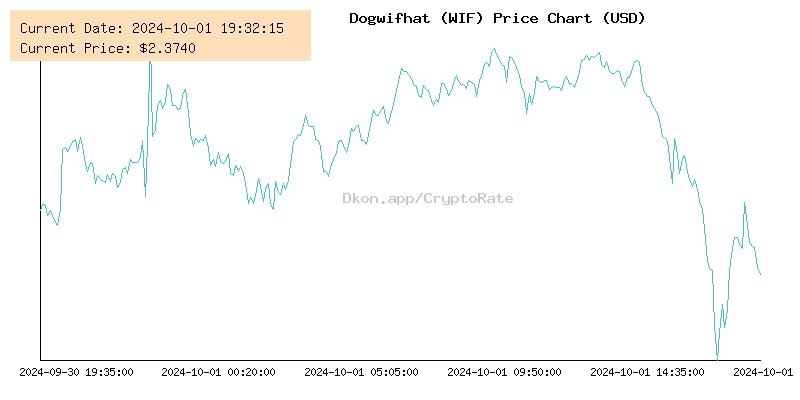 Dogwifhat (WIF) Price Chart (USD)
Current Date: 2024-10-01 19:32:15
Current Price: $2.3740
Dkon.app/CryptoRate
2024-09-30 19:35:00 2024-10-01 00:20:00 2024-10-01 05:05:00 2024-10-01 09:50:00 2024-10-01 14:35:00 2024-10-01